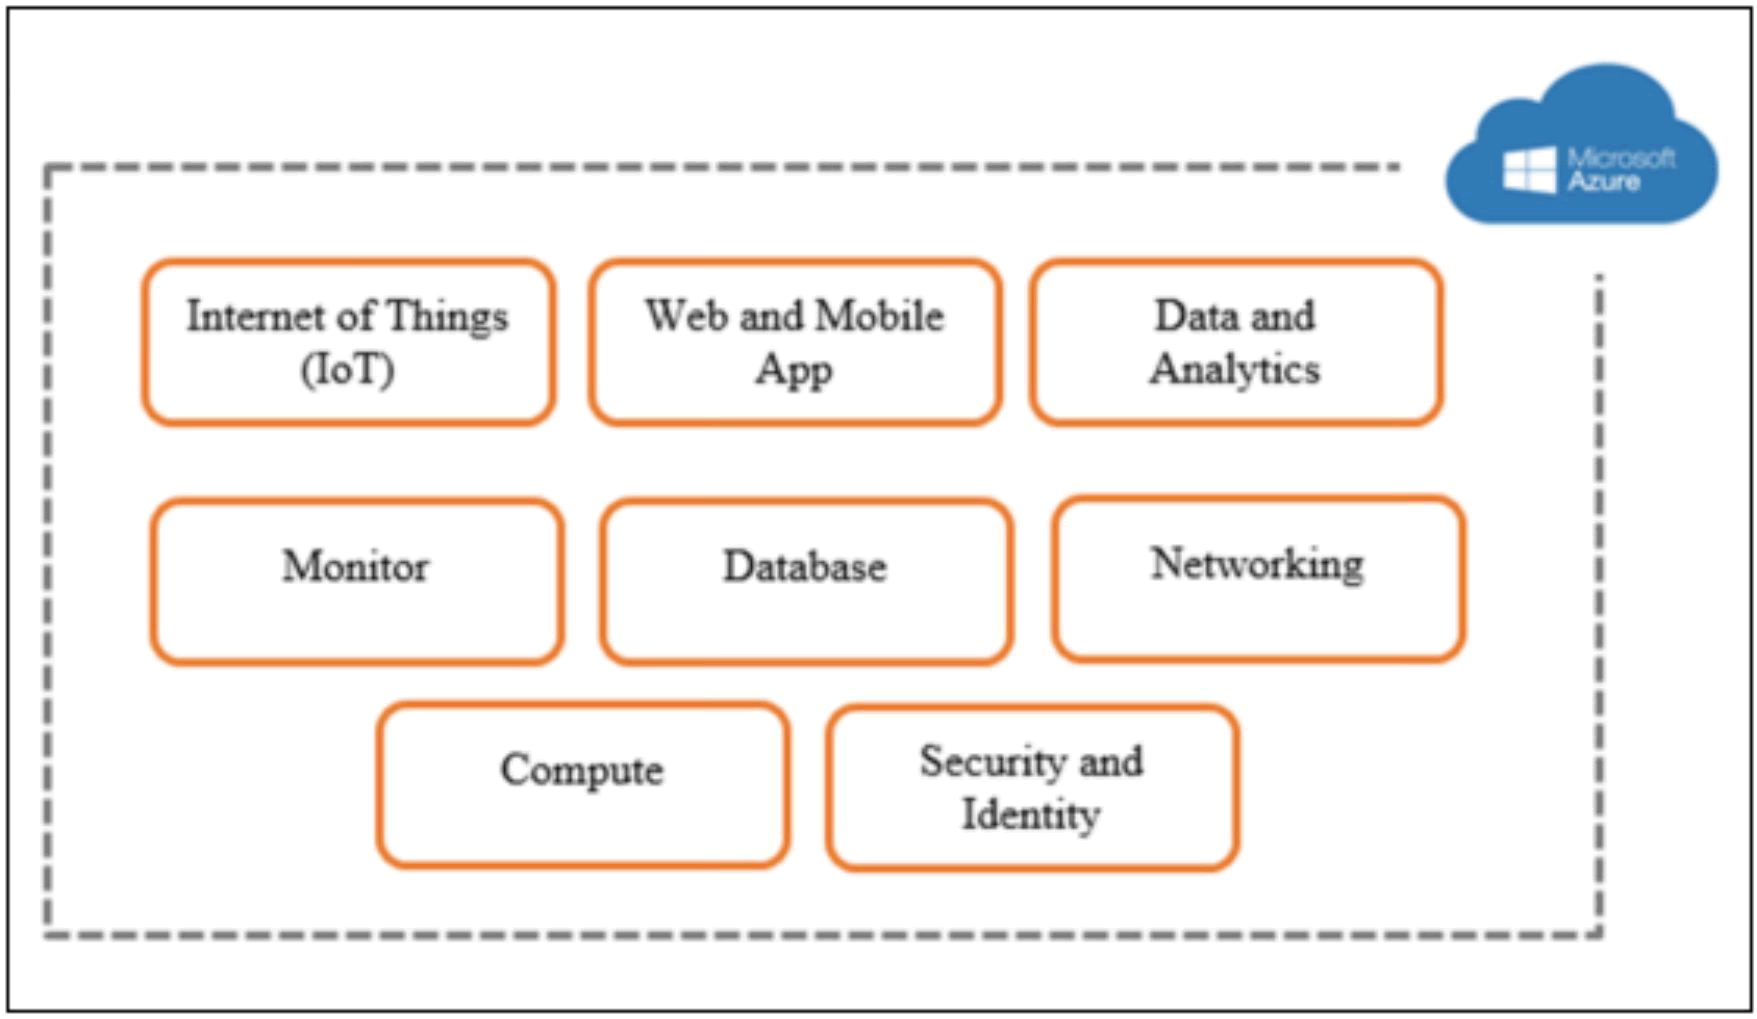 Microsoft
Azure
Internet of Things
(IoT)
Web and Mobile
App
Data and
Analytics
Monitor
Database
Networking
Compute
Security and
Identity